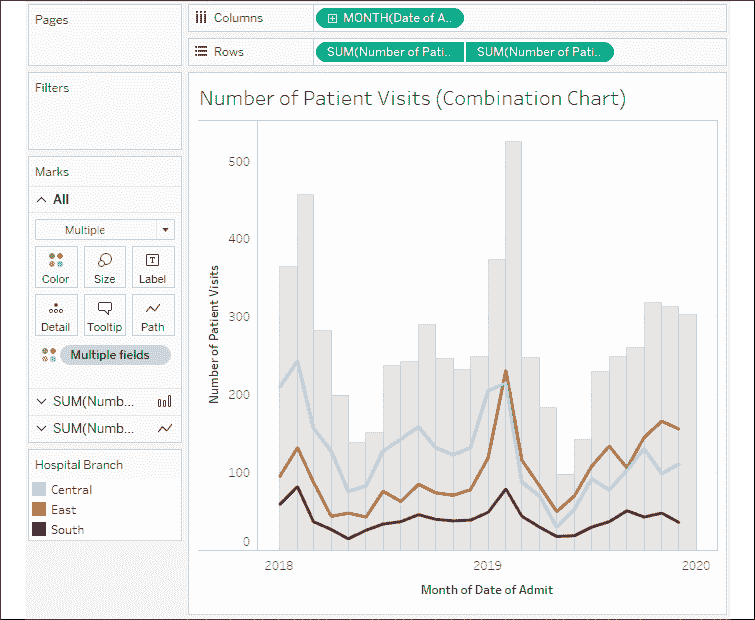 Pages
Columns
MONTH(Date of A..
Rows
SUM(Number of Pati..
SUM(Number of Pati..
Filters
Marks
All
Multiple
Color
Size
T
Label
Detail
Tooltip
Path
Multiple fields
SUM(Numb...
SUM(Numb...
Hospital Branch
Central
East
South
Number of Patient Visits (Combination Chart)
Number of Patient Visits
500
400
300
200
100
0
2018
2019
2020
Month of Date of Admit